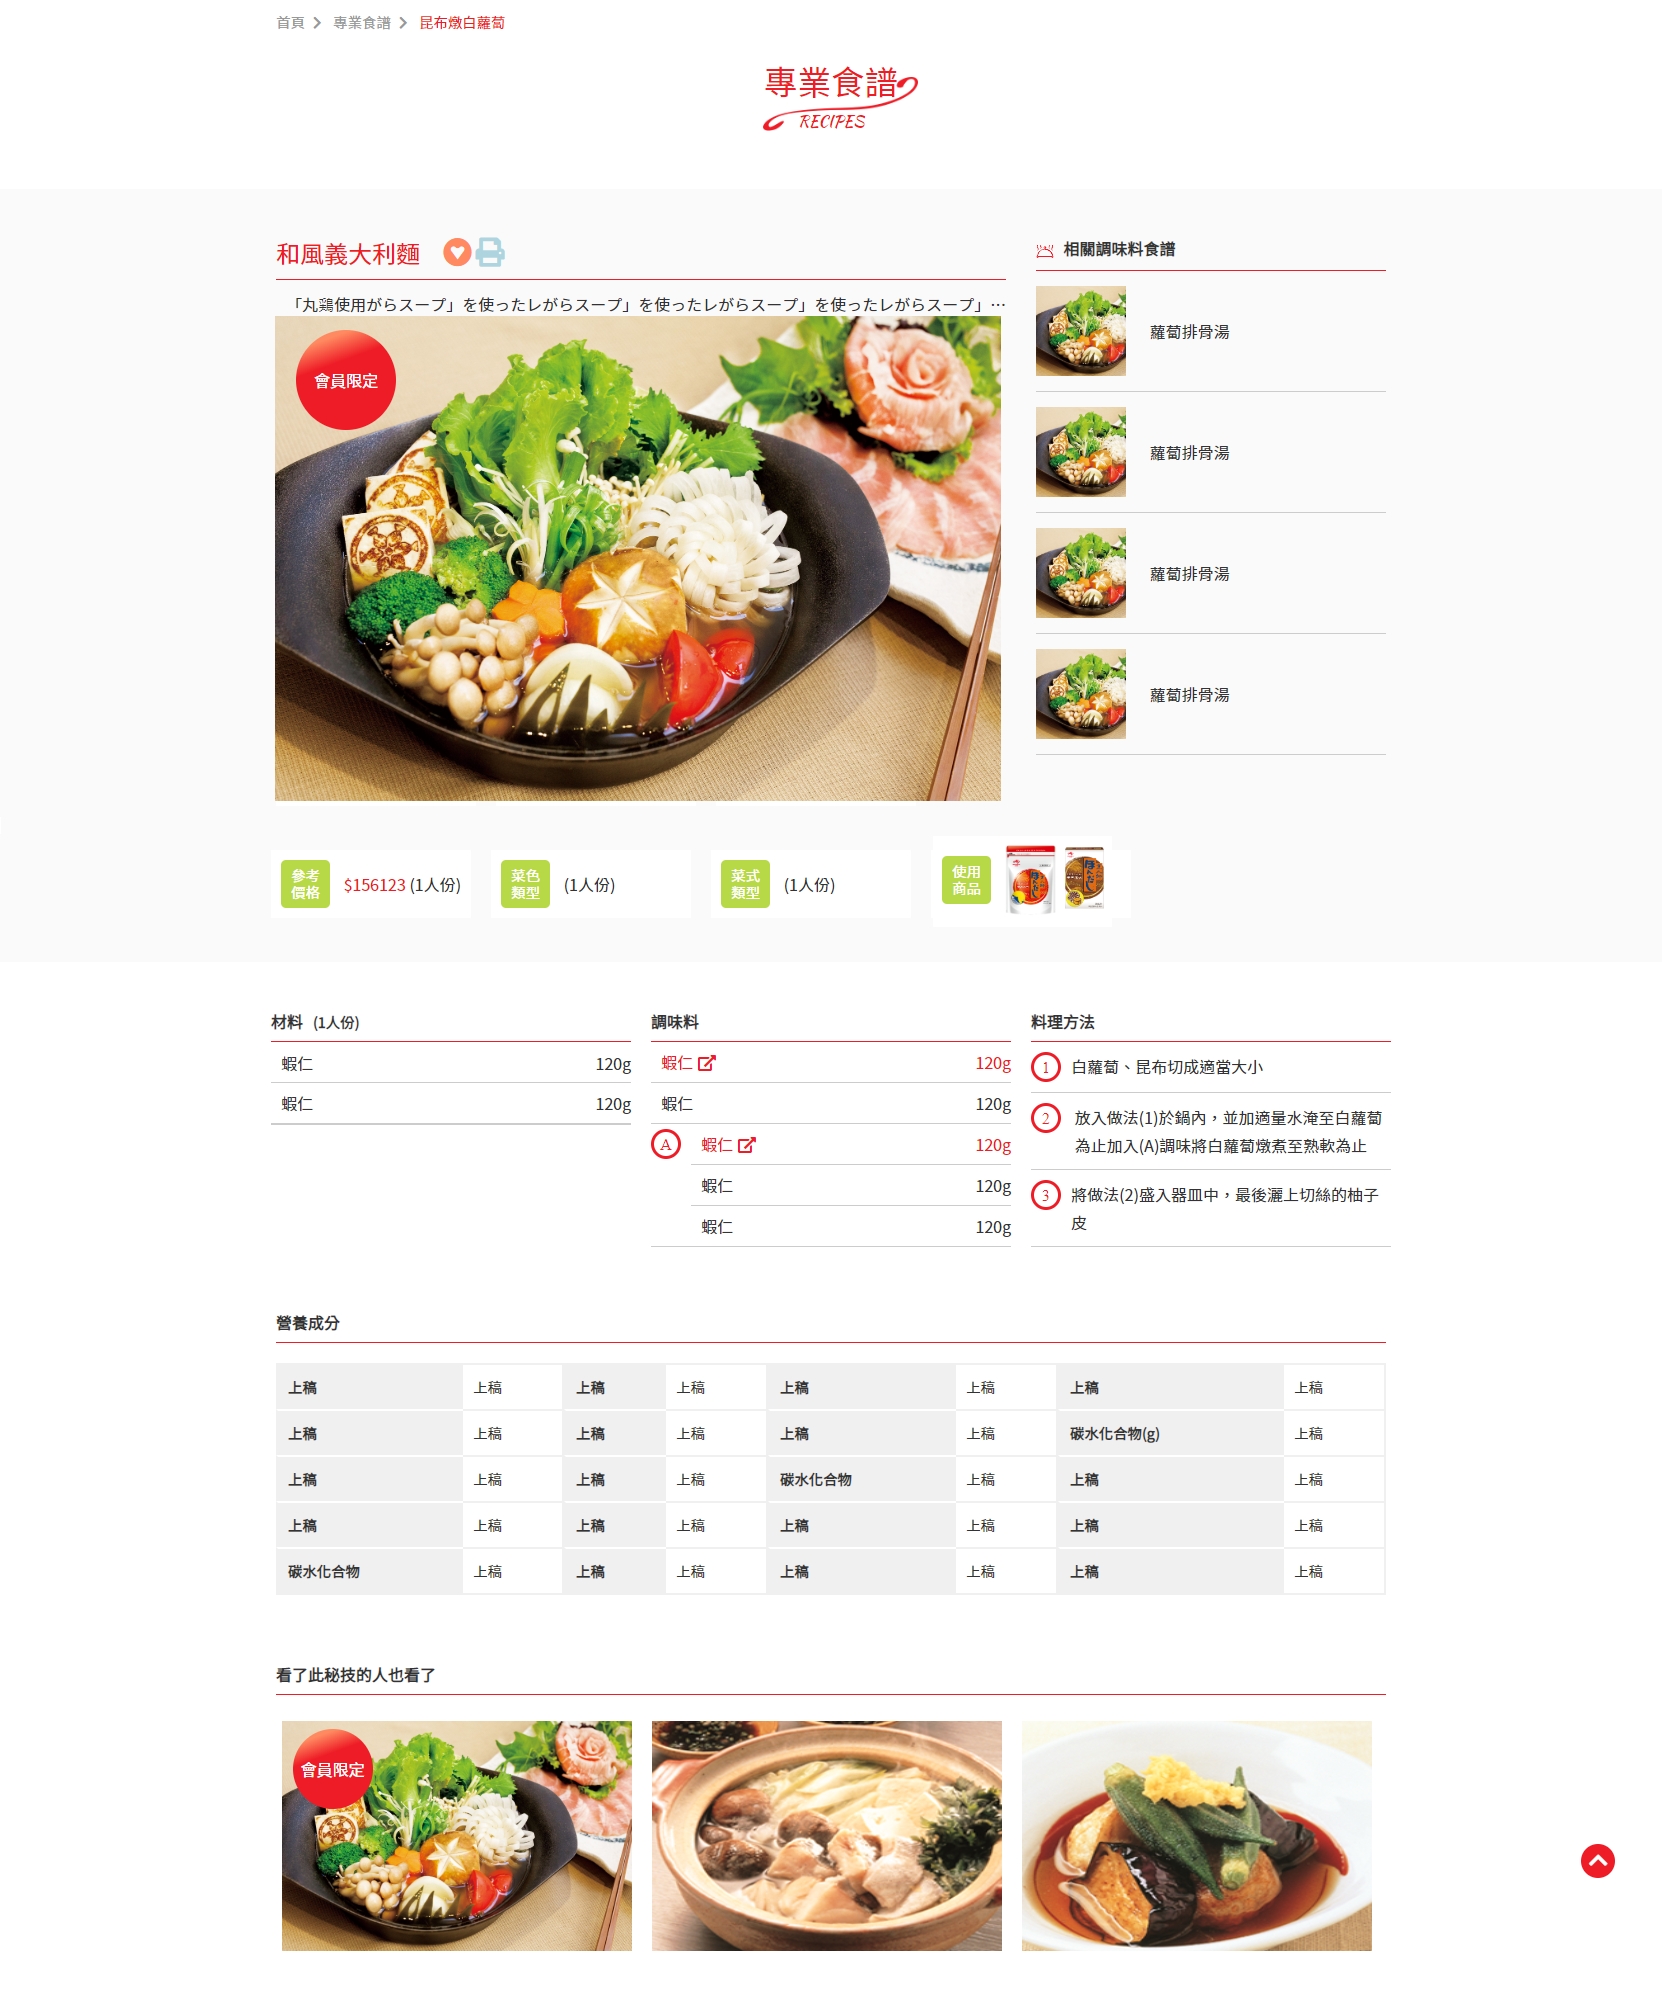 首頁 專業食譜 昆布燉白蘿蔔
專業食譜
RECIPES
和風義大利麵
「丸鶏使用がらスープ」を使ったレがらスープ」を使ったレがらスープ」を使ったレがらスープ」…
會員限定
相關調味料食譜
蘿蔔排骨湯
蘿蔔排骨湯
蘿蔔排骨湯
蘿蔔排骨湯
參考
價格
$156123 (1人份)
菜色
類型
(1人份)
菜式
類型
(1人份)
使用
商品
ほんだし
ほんだし
材料 (1人份)
蝦仁 120g
蝦仁 120g
調味料
蝦仁 120g
蝦仁 120g
A 蝦仁 120g
蝦仁 120g
蝦仁 120g
料理方法
1 白蘿蔔、昆布切成適當大小
2 放入做法(1)於鍋內，並加適量水淹至白蘿蔔
為止加入(A)調味將白蘿蔔燉煮至熟軟為止
3 將做法(2)盛入器皿中，最後灑上切絲的柚子
皮
營養成分
上稿 上稿 上稿 上稿 上稿 上稿 上稿 上稿
上稿 上稿 上稿 上稿 上稿 上稿 碳水化合物(g) 上稿
上稿 上稿 上稿 上稿 碳水化合物 上稿 上稿 上稿
上稿 上稿 上稿 上稿 上稿 上稿 上稿 上稿
碳水化合物 上稿 上稿 上稿 上稿 上稿 上稿 上稿
看了此秘技的人也看了
會員限定